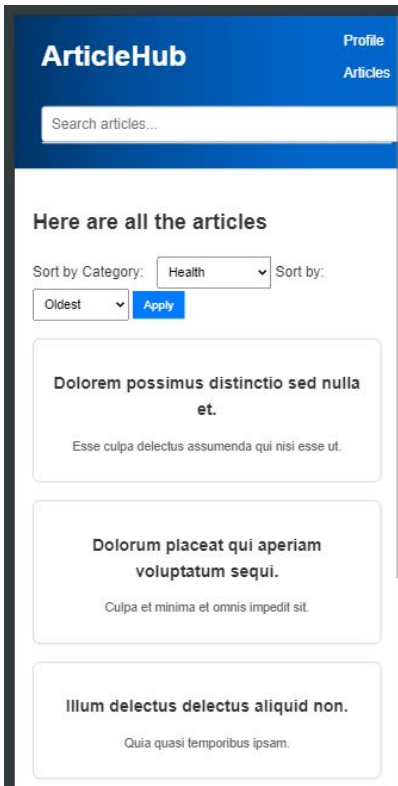 ArticleHub
Profile
Articles
Search articles...
Here are all the articles
Sort by Category: Health Sort by:
Oldest Apply
Dolorem possimus distinctio sed nulla
et.
Esse culpa delectus assumenda qui nisi esse ut.
Dolorum placeat qui aperiam
voluptatum sequi.
Culpa et minima et omnis impedit sit.
Illum delectus delectus aliquid non.
Quia quasi temporibus ipsam.